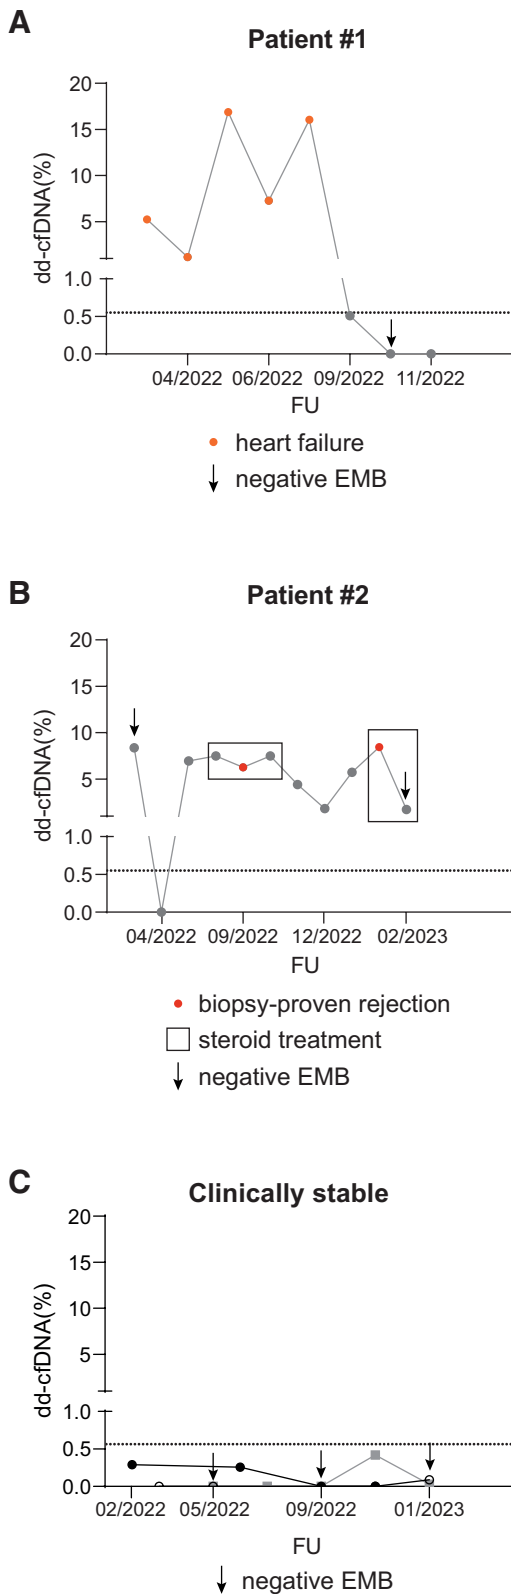 A
Patient #1
20
15
10
5
1.0
0.5
0.0
dd-cfDNA(%)
04/2022 06/2022 09/2022 11/2022
FU
heart failure
negative EMB
B
Patient #2
20
15
10
5
1.0
0.5
0.0
dd-cfDNA(%)
04/2022 09/2022 12/2022 02/2023
FU
biopsy-proven rejection
steroid treatment
negative EMB
C
Clinically stable
20
15
10
5
1.0
0.5
0.0
dd-cfDNA(%)
02/2022 05/2022 09/2022 01/2023
FU
negative EMB